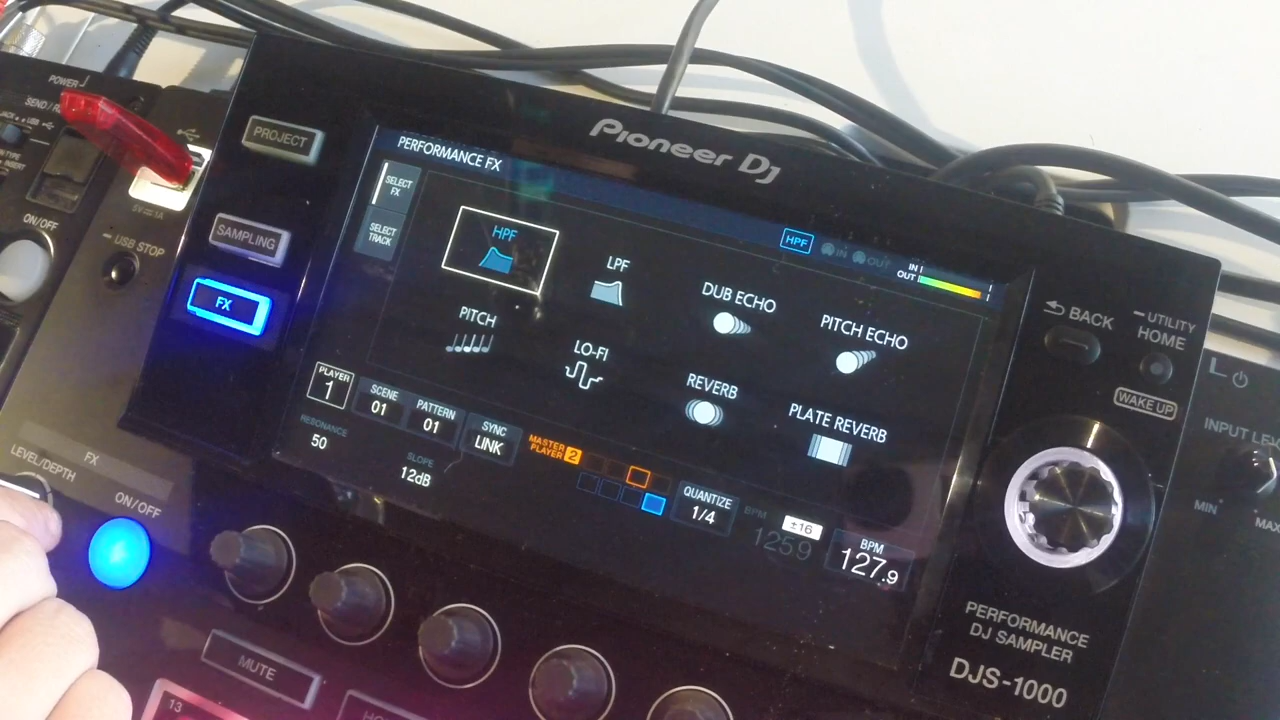 POWER
SEND/
ON/OFF
5V⎓1A
USB STOP
PROJECT
SAMPLING
FX
Pioneer Dj
PERFORMANCE FX
SELECT
FX
SELECT
TRACK
HPF
IN
OUT
IN
OUT
HPF
LPF
DUB ECHO
PITCH ECHO
PITCH
LO-FI
REVERB
PLATE REVERB
PLAYER
1
SCENE
01
PATTERN
01
SYNC
LINK
MASTER
PLAYER 2
QUANTIZE
1/4
BPM
125.9
±16
BPM
127.9
RESONANCE
50
SLOPE
12dB
BACK
UTILITY
HOME
WAKE UP
INPUT
MIN
MAX
FX
LEVEL/DEPTH
ON/OFF
MUTE
13
PERFORMANCE
DJ SAMPLER
DJS-1000